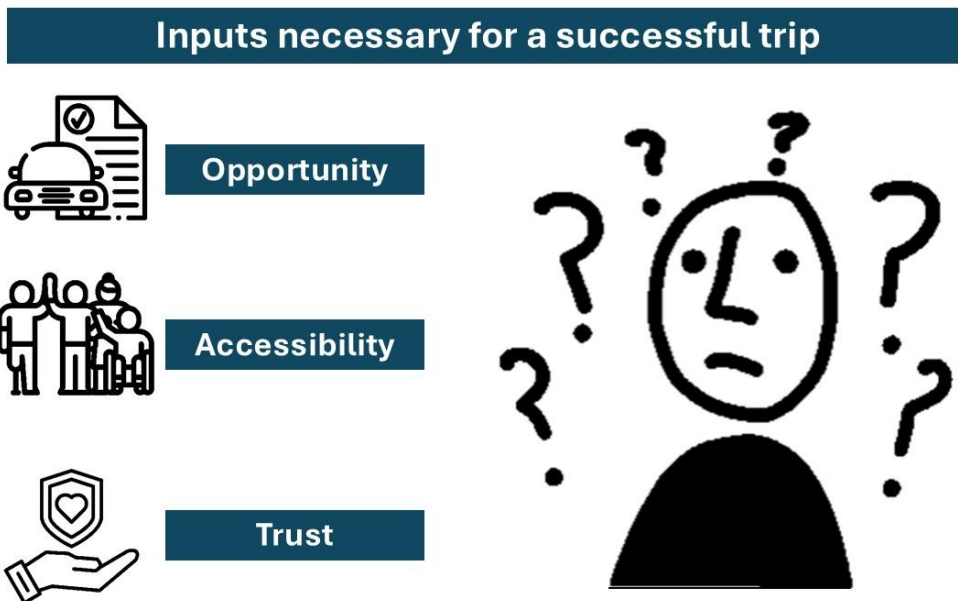 Inputs necessary for a successful trip
Opportunity
Accessibility
Trust